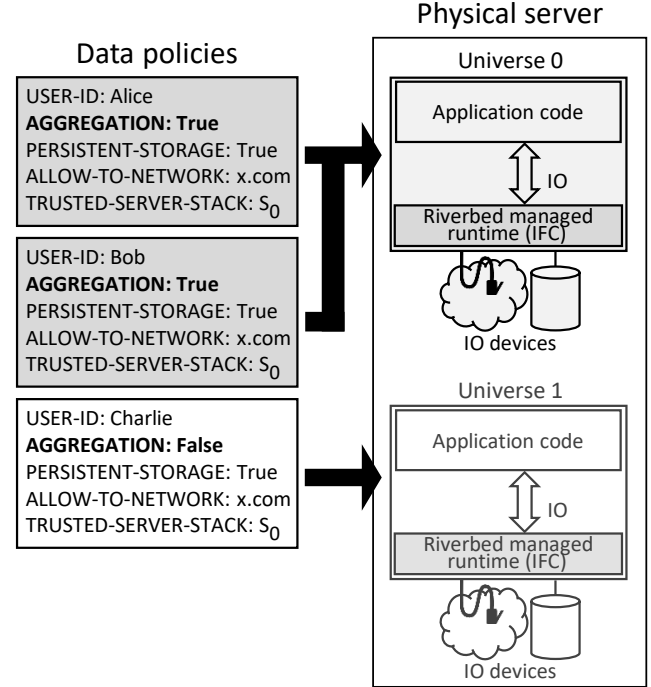 Data policies
USER-ID: Alice
AGGREGATION: True
PERSISTENT-STORAGE: True
ALLOW-TO-NETWORK: x.com
TRUSTED-SERVER-STACK: S0
USER-ID: Bob
AGGREGATION: True
PERSISTENT-STORAGE: True
ALLOW-TO-NETWORK: x.com
TRUSTED-SERVER-STACK: S0
USER-ID: Charlie
AGGREGATION: False
PERSISTENT-STORAGE: True
ALLOW-TO-NETWORK: x.com
TRUSTED-SERVER-STACK: S0
Physical server
Universe 0
Application code
IO
Riverbed managed
runtime (IFC)
IO devices
Universe 1
Application code
IO
Riverbed managed
runtime (IFC)
IO devices